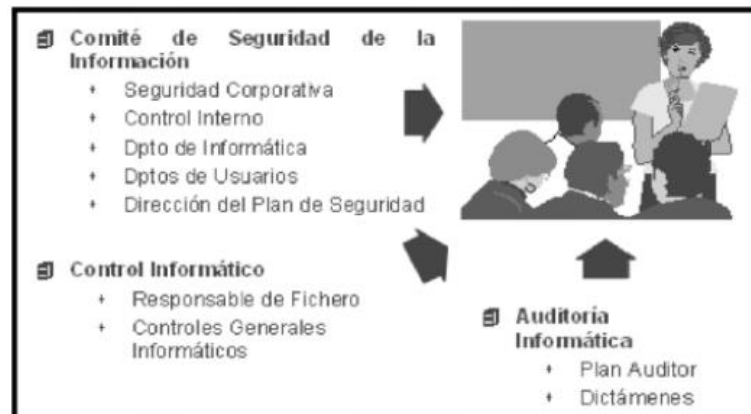 Comité de Seguridad de la
Información
Seguridad Corporativa
Control Interno
Dpto de Informática
Dptos de Usuarios
Dirección del Plan de Seguridad
Control Informático
Responsable de Fichero
Controles Generales
Informáticos
Auditoría
Informática
Plan Auditor
Dictámenes